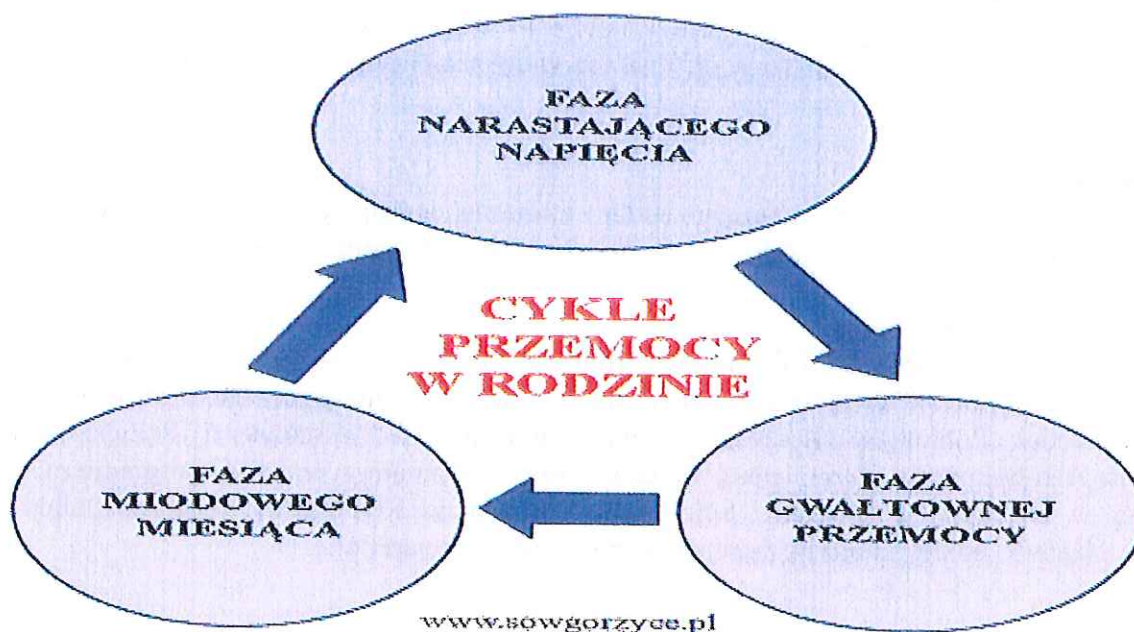 FAZA
NARASTAJĄCEGO
NAPIĘCIA
CYKLE
PRZEMOCY
W RODZINIE
FAZA
MIODOWEGO
MIESIĄCA
FAZA
GWAŁTOWNEJ
PRZEMOCY
www.sowgorzyce.pl